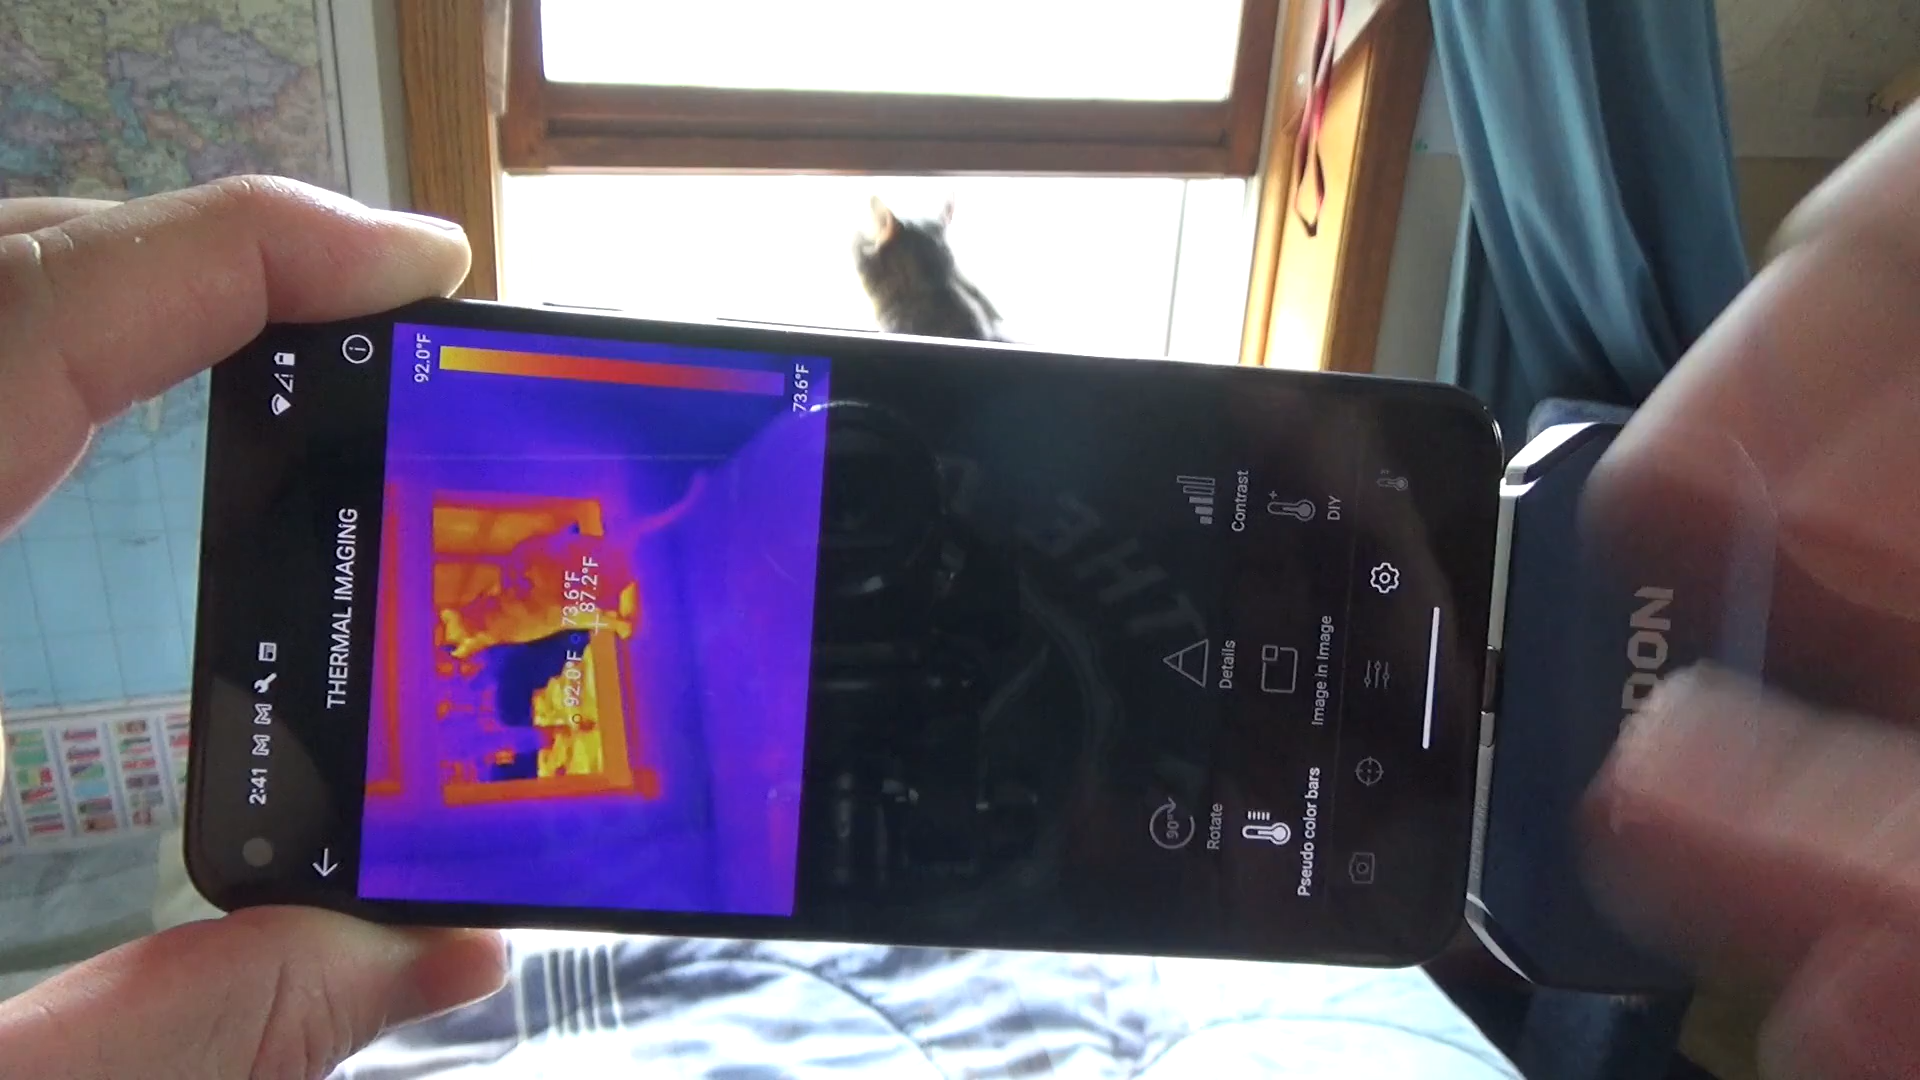 2:41
THERMAL IMAGING
92.0°F
73.6°F
73.6°F
87.2°F
92.0°F
90°
Rotate
Details
Contrast
Pseudo color bars
Image in Image
DIY